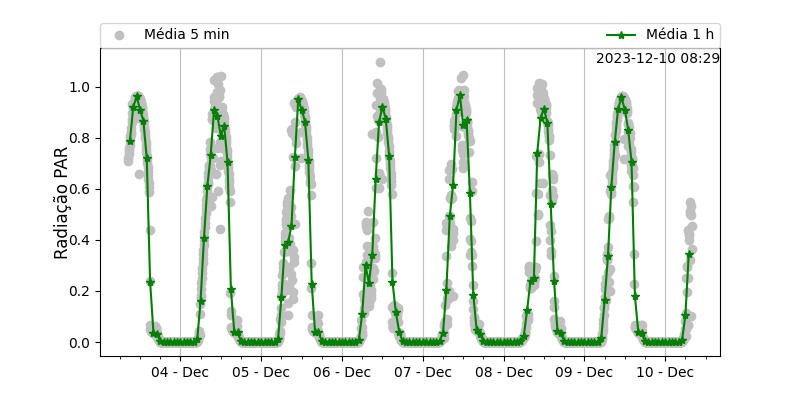 Média 5 min
Média 1 h
2023-12-10 08:29
Radiação PAR
1.0
0.8
0.6
0.4
0.2
0.0
04 - Dec
05 - Dec
06 - Dec
07 - Dec
08 - Dec
09 - Dec
10 - Dec